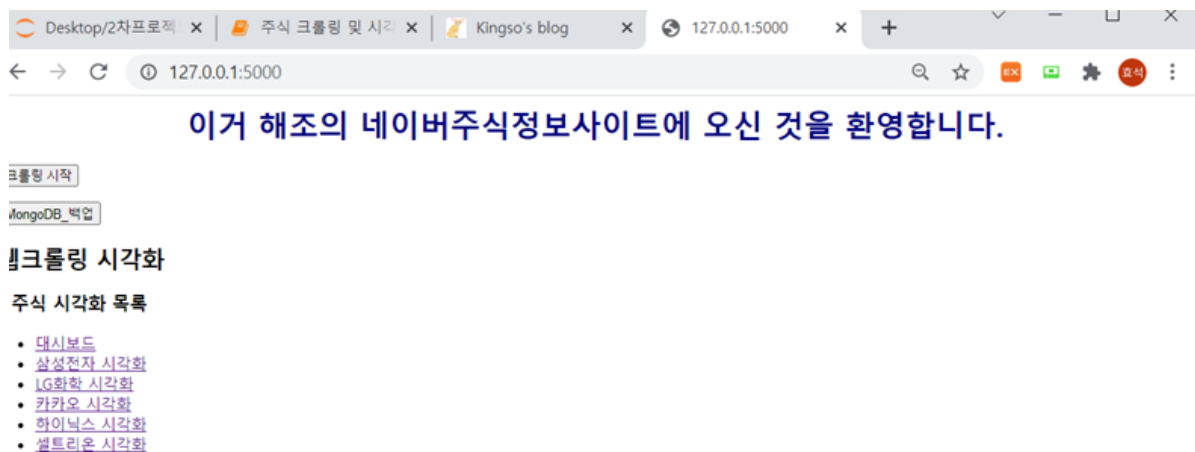 Desktop/2차프로젝
주식 크롤링 및 시각
Kingso's blog
127.0.0.1:5000
127.0.0.1:5000
EX
효석
이거 해조의 네이버주식정보사이트에 오신 것을 환영합니다.
크롤링 시작
MongoDB_백업
웹크롤링 시각화
주식 시각화 목록
대시보드
삼성전자 시각화
LG화학 시각화
카카오 시각화
하이닉스 시각화
셀트리온 시각화